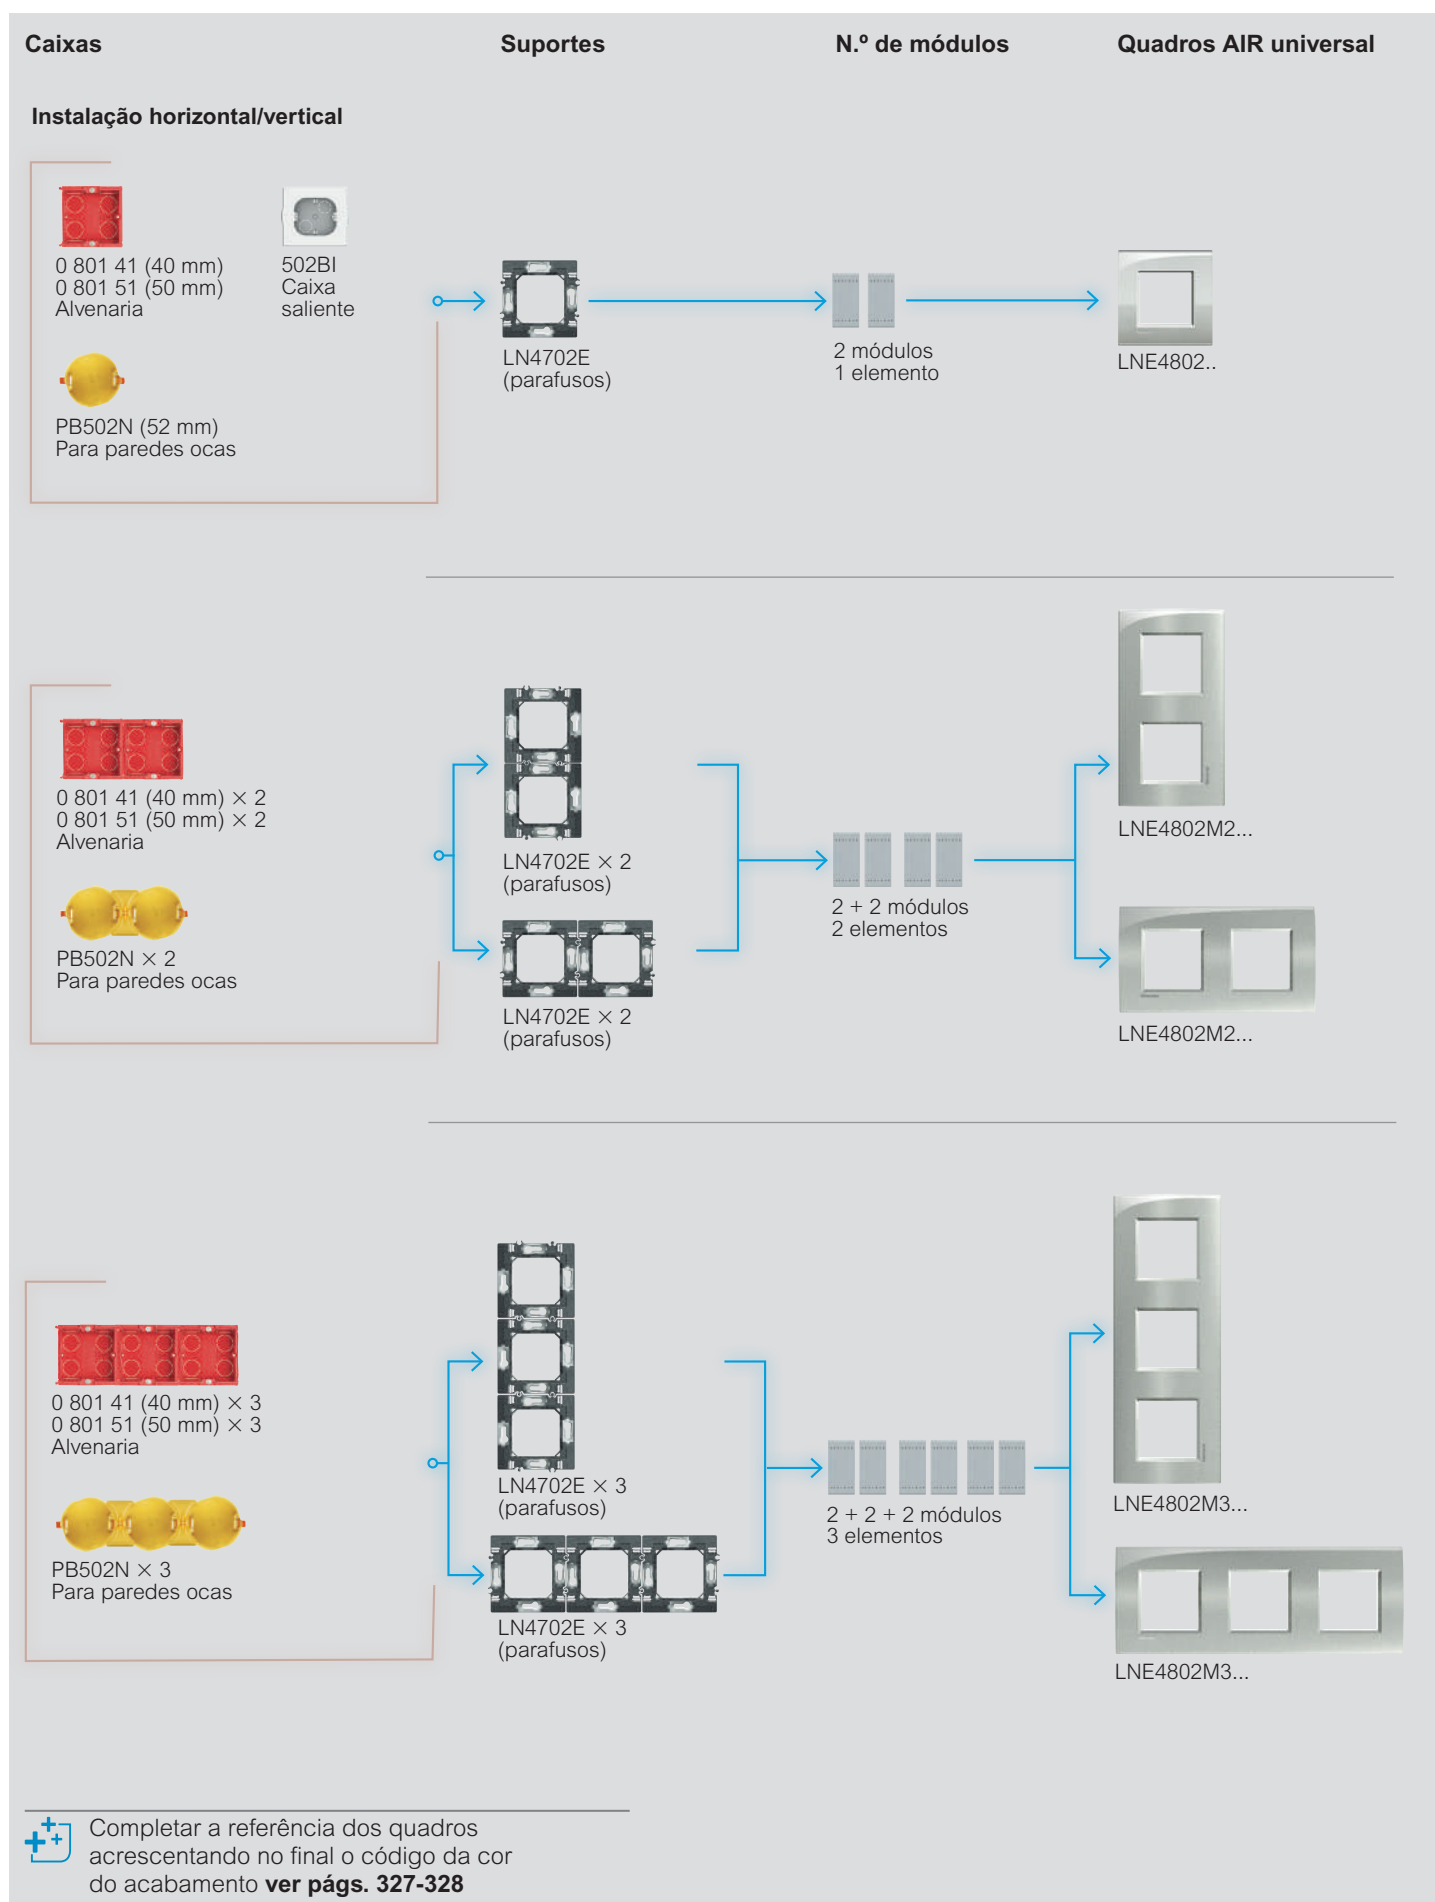 Caixas
Suportes
N.º de módulos
Quadros AIR universal
Instalação horizontal/vertical
0 801 41 (40 mm)
0 801 51 (50 mm)
Alvenaria
502BI
Caixa
saliente
PB502N (52 mm)
Para paredes ocas
LN4702E
(parafusos)
2 módulos
1 elemento
LNE4802..
0 801 41 (40 mm) × 2
0 801 51 (50 mm) × 2
Alvenaria
PB502N × 2
Para paredes ocas
LN4702E × 2
(parafusos)
LN4702E × 2
(parafusos)
2 + 2 módulos
2 elementos
LNE4802M2...
LNE4802M2...
0 801 41 (40 mm) × 3
0 801 51 (50 mm) × 3
Alvenaria
PB502N × 3
Para paredes ocas
LN4702E × 3
(parafusos)
LN4702E × 3
(parafusos)
2 + 2 + 2 módulos
3 elementos
LNE4802M3...
LNE4802M3...
Completar a referência dos quadros
acrescentando no final o código da cor
do acabamento ver págs. 327-328